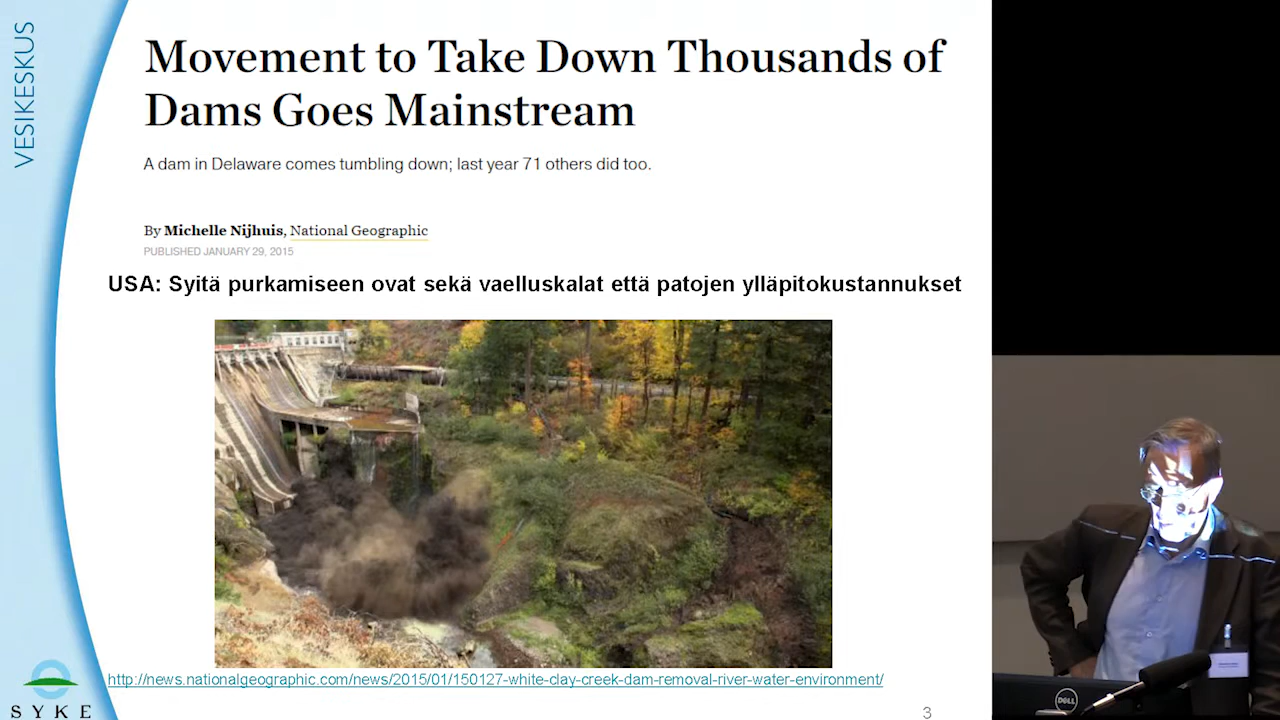 VESIKESKUS
Movement to Take Down Thousands of
Dams Goes Mainstream
A dam in Delaware comes tumbling down; last year 71 others did too.
By Michelle Nijhuis, National Geographic
PUBLISHED JANUARY 29, 2015
USA: Syitä purkamiseen ovat sekä vaelluskalat että patojen ylläpitokustannukset
http://news.nationalgeographic.com/news/2015/01/150127-white-clay-creek-dam-removal-river-water-environment/
SYKE
3
DELL